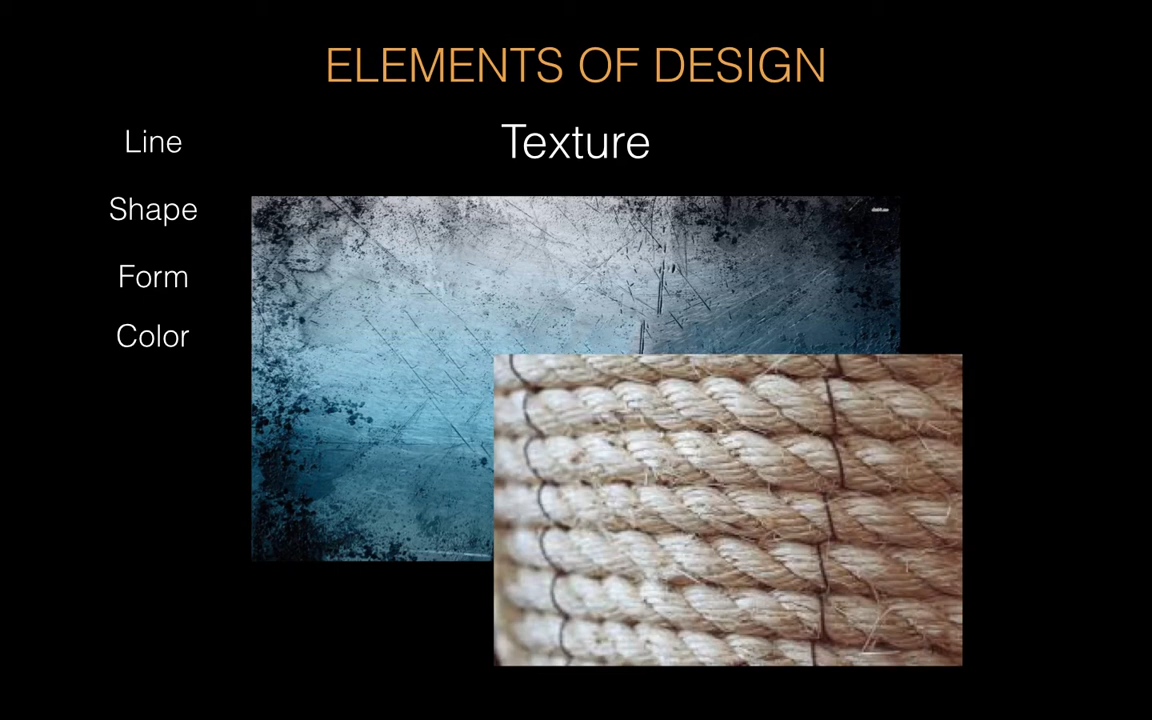 ELEMENTS OF DESIGN
Texture
Line
Shape
Form
Color